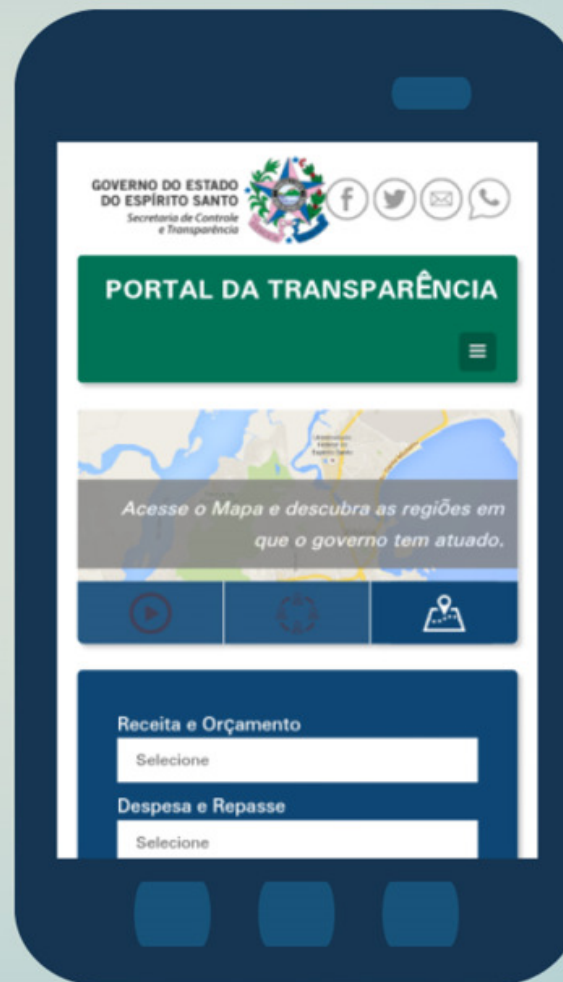 GOVERNO DO ESTADO
DO ESPÍRITO SANTO
Secretaria de Controle
e Transparência
PORTAL DA TRANSPARÊNCIA
Acesse o Mapa e descubra as regiões em
que o governo tem atuado.
Receita e Orçamento
Selecione
Despesa e Repasse
Selecione